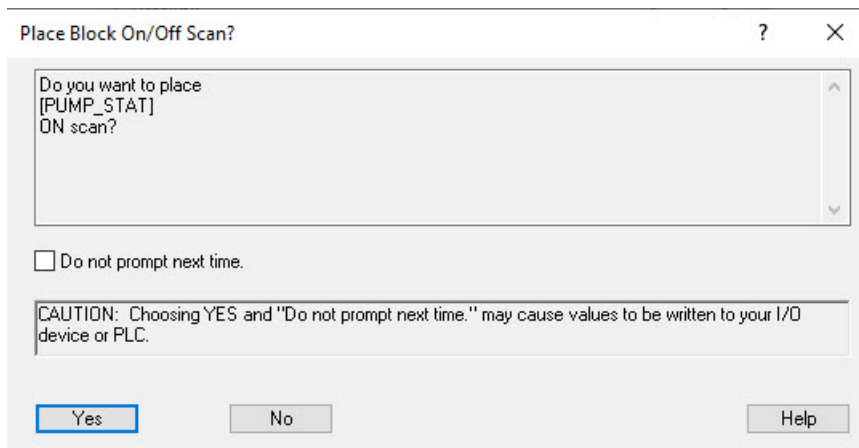 Place Block On/Off Scan?
Do you want to place
[PUMP_STAT]
ON scan?
Do not prompt next time.
CAUTION:  Choosing YES and "Do not prompt next time." may cause values to be written to your I/O
device or PLC.
Yes
No
Help